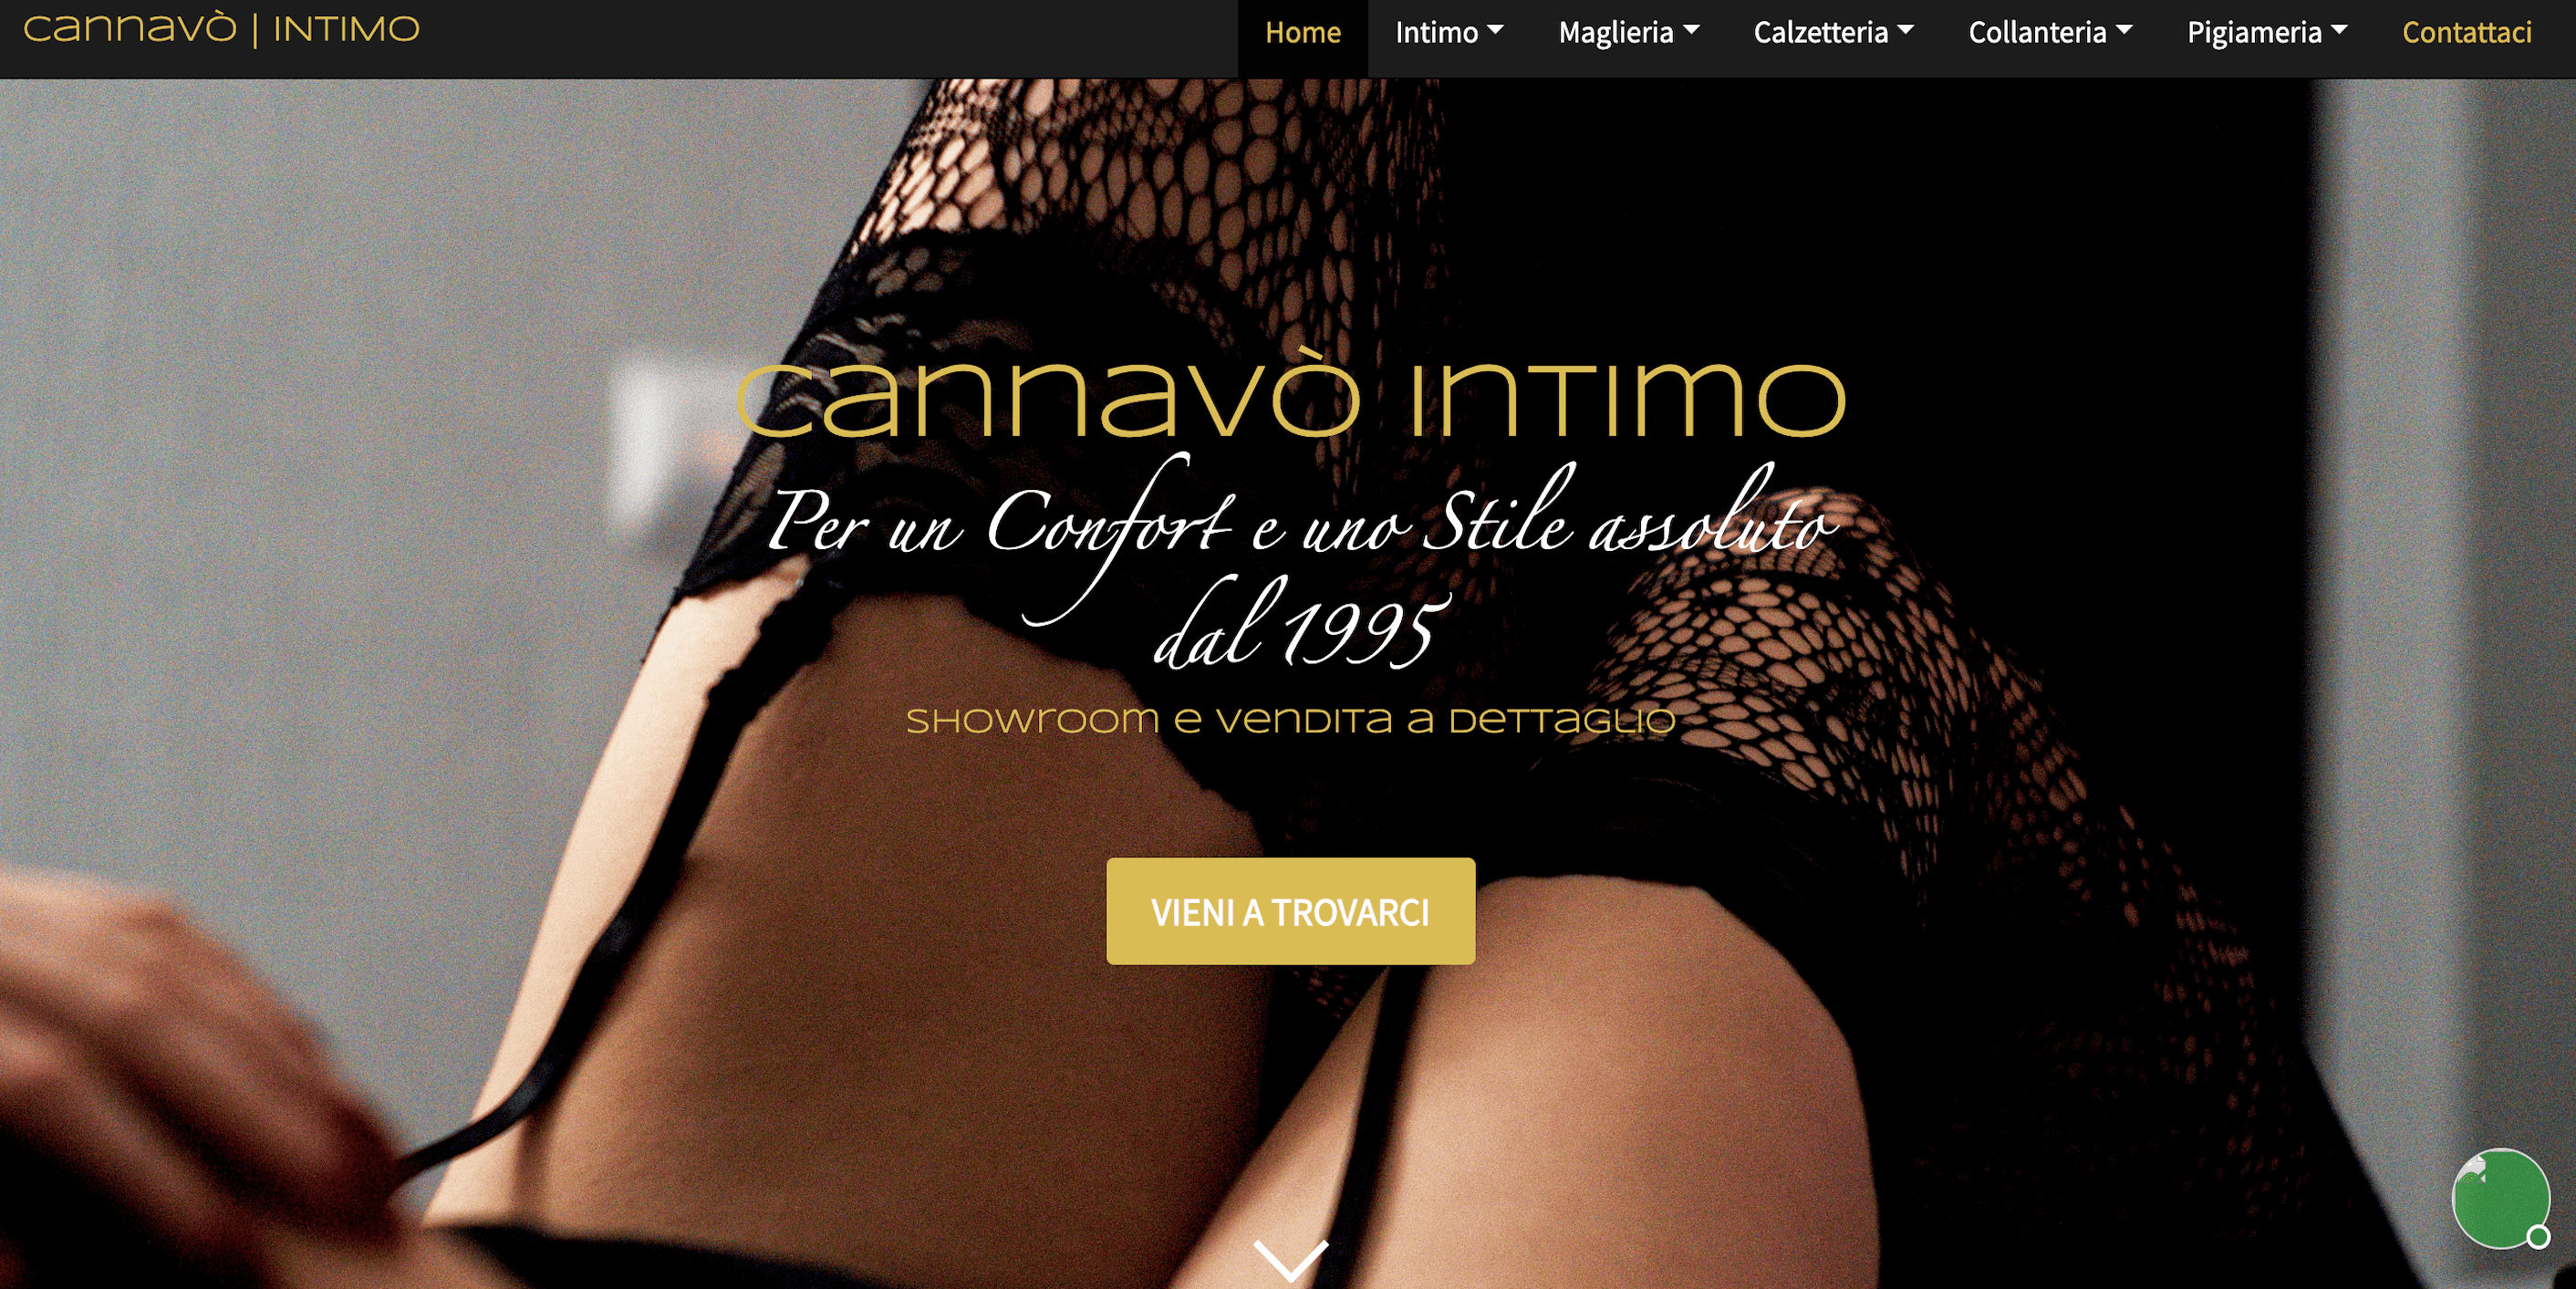 cannavò | INTIMO
Home Intimo Maglieria Calzetteria Collanteria Pigiameria Contattaci
cannavò INTIMO
Per un Confort e uno Stile assoluto
dal 1995
SHOWROOM e VENDITA a DETTAGLIO
VIENI A TROVARCI